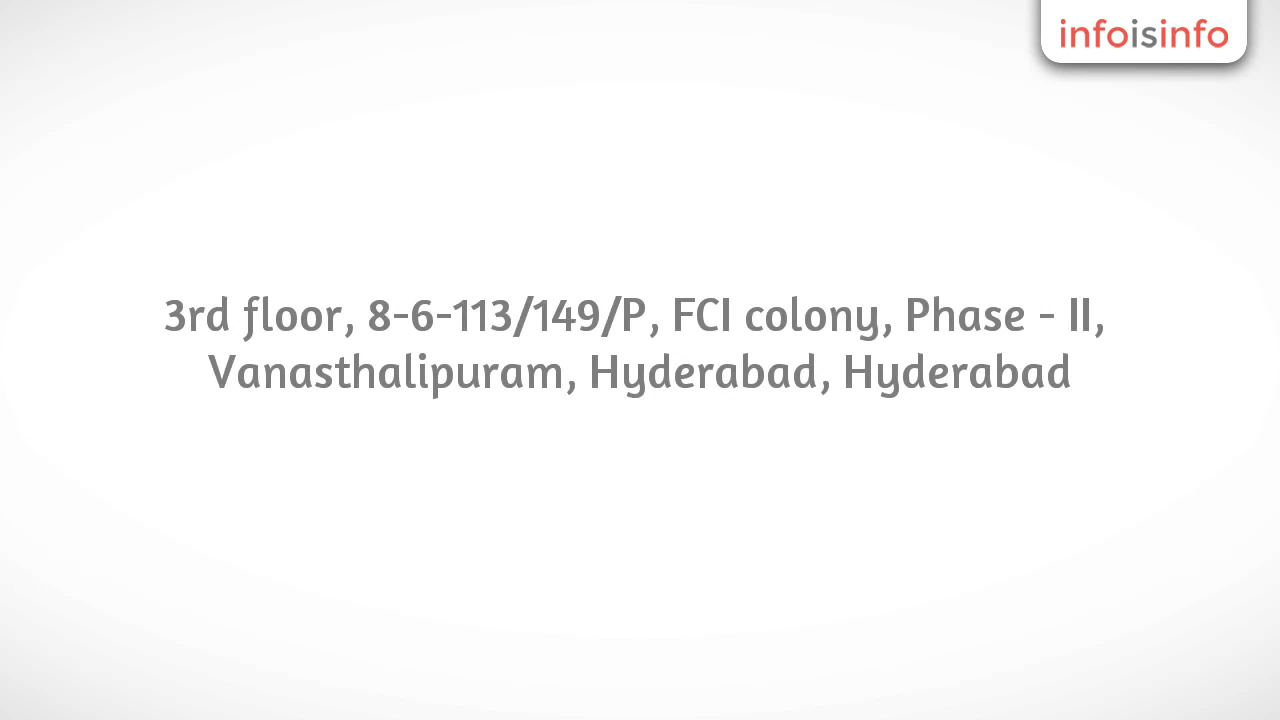 infoisinfo
3rd floor, 8-6-113/149/P, FCI colony, Phase - II,
Vanasthalipuram, Hyderabad, Hyderabad